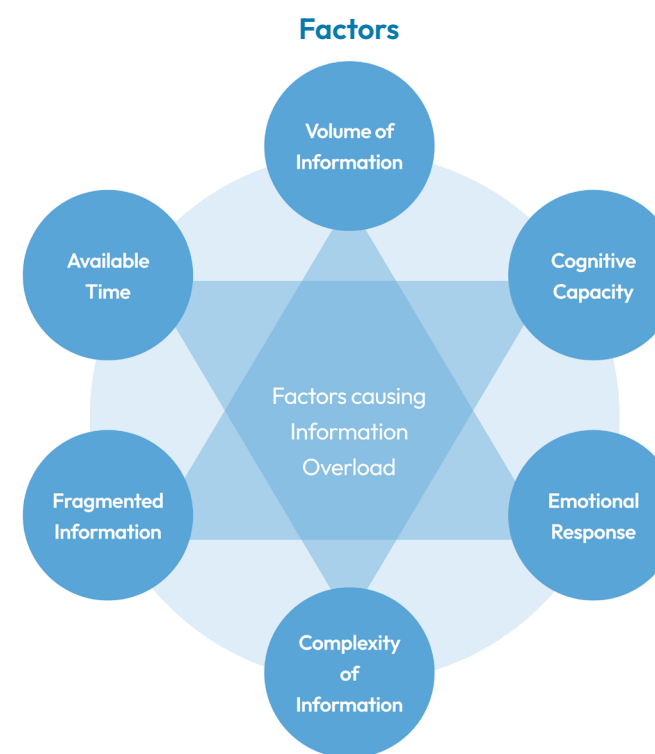 Factors
Volume of
Information
Available
Time
Cognitive
Capacity
Factors causing
Information
Overload
Fragmented
Information
Emotional
Response
Complexity
of
Information